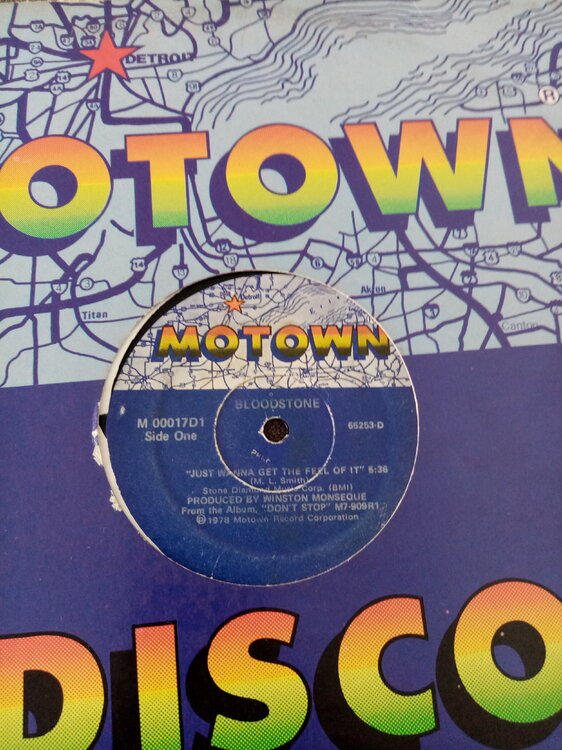 DETROIT
®
OTOWN
Titan
Akron
Canton
Detroit
MOTOWN
BLOODSTONE
M 00017D1
65253-D
Side One
"JUST WANNA GET THE FEEL OF IT" 5:36
(M. L. Smith)
Stone Diamond Music Corp. (BMI)
PRODUCED BY WINSTON MONSEQUE
From the Album, "DON'T STOP" M7-909R1
℗1978 Motown Record Corporation
DISCO